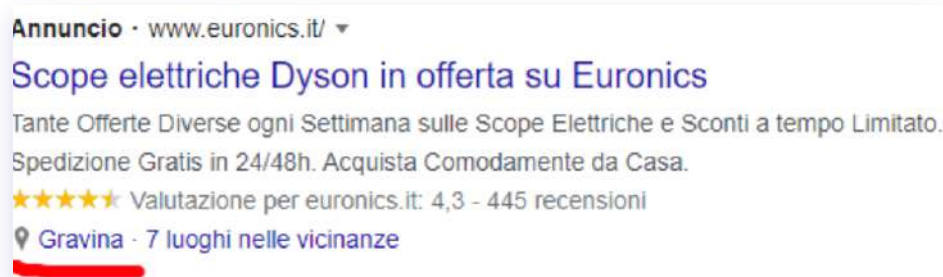 Annuncio · www.euronics.it/
Scope elettriche Dyson in offerta su Euronics
Tante Offerte Diverse ogni Settimana sulle Scope Elettriche e Sconti a tempo Limitato.
Spedizione Gratis in 24/48h. Acquista Comodamente da Casa.
Valutazione per euronics.it: 4,3 - 445 recensioni
Gravina · 7 luoghi nelle vicinanze